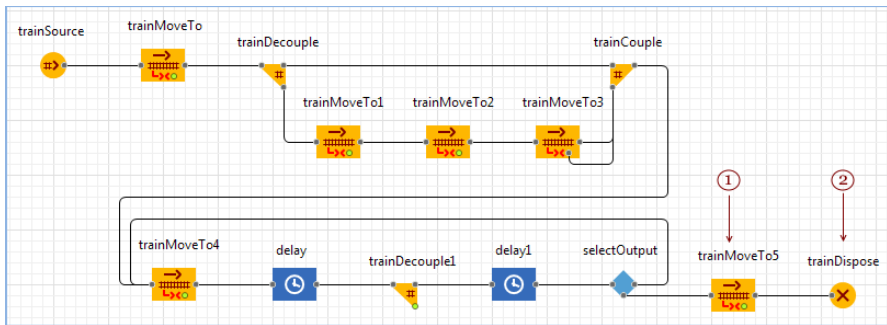 trainSource
trainMoveTo
trainDecouple
trainCouple
trainMoveTo1
trainMoveTo2
trainMoveTo3
1
2
trainMoveTo4
delay
trainDecouple1
delay1
selectOutput
trainMoveTo5
trainDispose